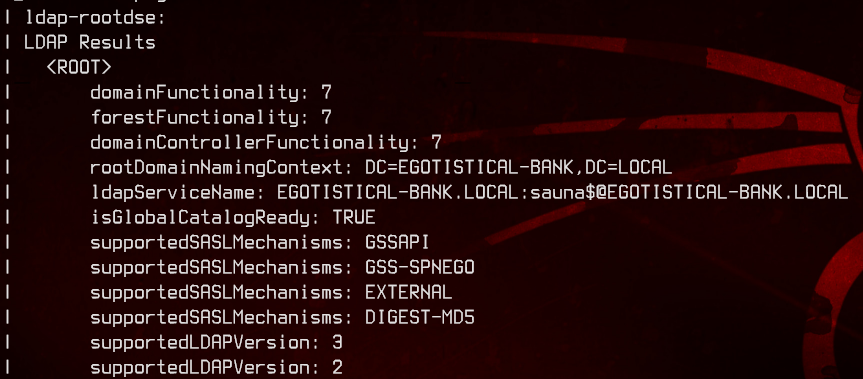 | ldap-rootdse:
| LDAP Results
|   <ROOT>
|       domainFunctionality: 7
|       forestFunctionality: 7
|       domainControllerFunctionality: 7
|       rootDomainNamingContext: DC=EGOTISTICAL-BANK,DC=LOCAL
|       ldapServiceName: EGOTISTICAL-BANK.LOCAL:sauna$@EGOTISTICAL-BANK.LOCAL
|       isGlobalCatalogReady: TRUE
|       supportedSASLMechanisms: GSSAPI
|       supportedSASLMechanisms: GSS-SPNEGO
|       supportedSASLMechanisms: EXTERNAL
|       supportedSASLMechanisms: DIGEST-MD5
|       supportedLDAPVersion: 3
|       supportedLDAPVersion: 2